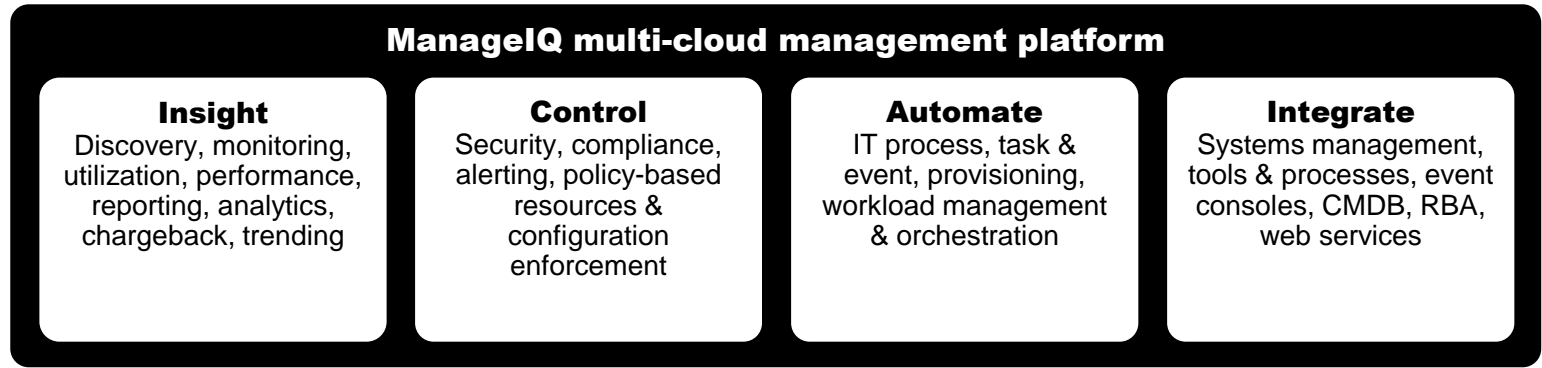 ManageIQ multi-cloud management platform
Insight
Discovery, monitoring,
utilization, performance,
reporting, analytics,
chargeback, trending
Control
Security, compliance,
alerting, policy-based
resources &
configuration
enforcement
Automate
IT process, task &
event, provisioning,
workload management
& orchestration
Integrate
Systems management,
tools & processes, event
consoles, CMDB, RBA,
web services